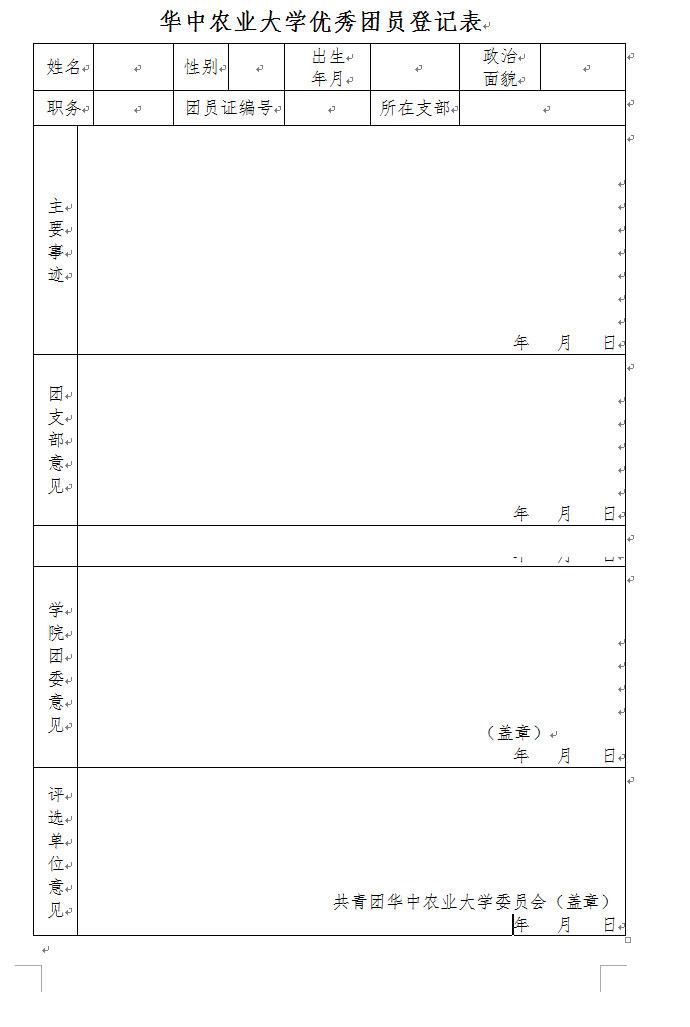 华中农业大学优秀团员登记表
姓名 性别 出生年月 政治面貌
职务 团员证编号 所在支部
主要事迹
年 月 日
团支部意见
年 月 日
学院团委意见
（盖章）
年 月 日
评选单位意见
共青团华中农业大学委员会（盖章）
年 月 日